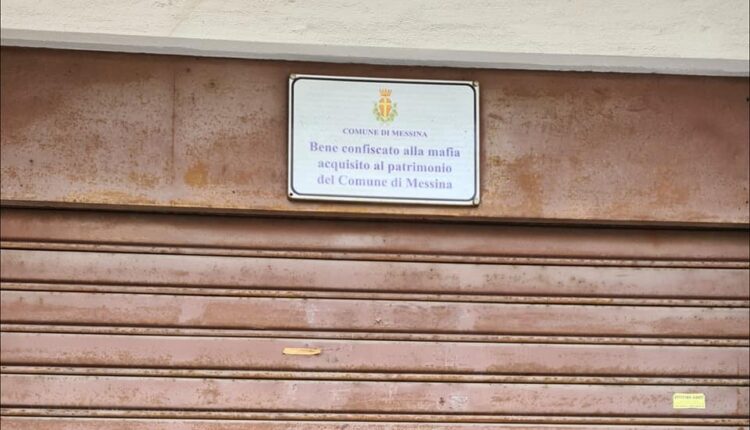 COMUNE DI MESSINA
Bene confiscato alla mafia
acquisito al patrimonio
del Comune di Messina